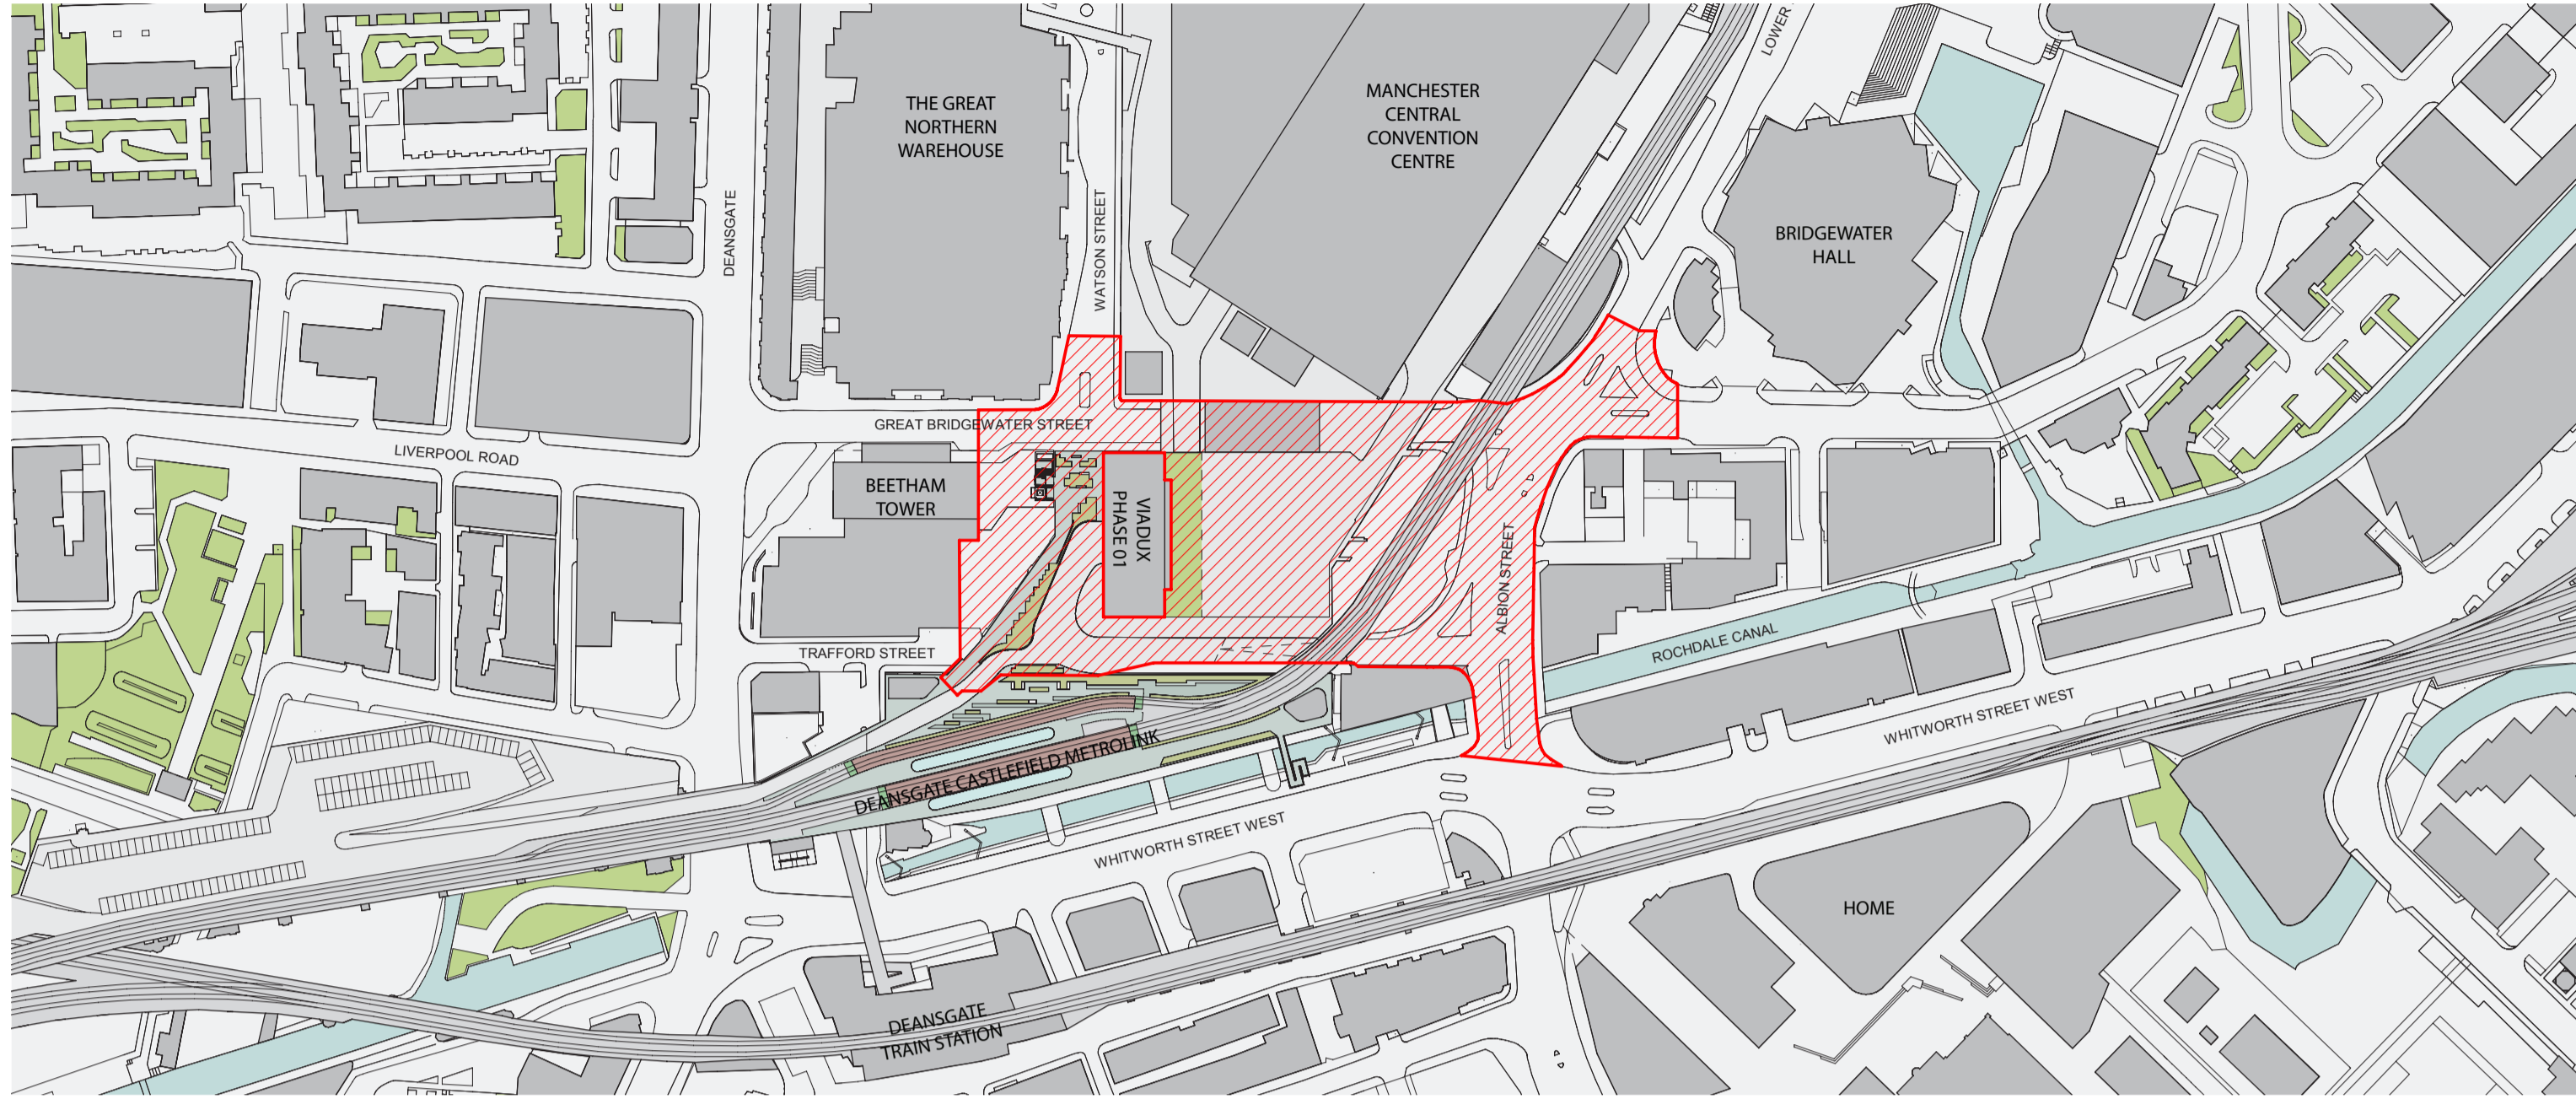 LOWER
THE GREAT
NORTHERN
WAREHOUSE
MANCHESTER
CENTRAL
CONVENTION
CENTRE
DEANSGATE
WATSON STREET
BRIDGEWATER
HALL
GREAT BRIDGEWATER STREET
LIVERPOOL ROAD
BEETHAM
TOWER
VIADUX
PHASE 01
ALBION STREET
TRAFFORD STREET
ROCHDALE CANAL
WHITWORTH STREET WEST
DEANSGATE CASTLEFIELD METROLINK
WHITWORTH STREET WEST
HOME
DEANSGATE
TRAIN STATION